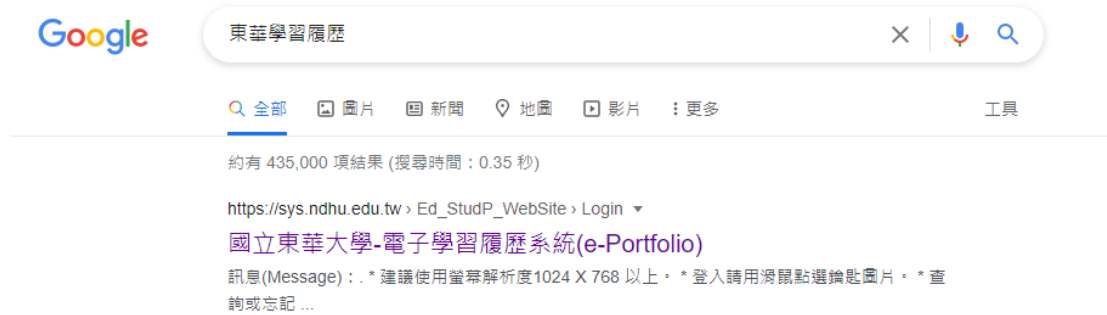 Google 東華學習履歷
全部 圖片 新聞 地圖 影片 更多 工具
約有 435,000 項結果 (搜尋時間：0.35 秒)
https://sys.ndhu.edu.tw › Ed_StudP_WebSite › Login
國立東華大學-電子學習履歷系統(e-Portfolio)
訊息(Message)：. * 建議使用螢幕解析度1024 X 768 以上。 * 登入請用滑鼠點選鑰匙圖片。 * 查
詢或忘記 ...